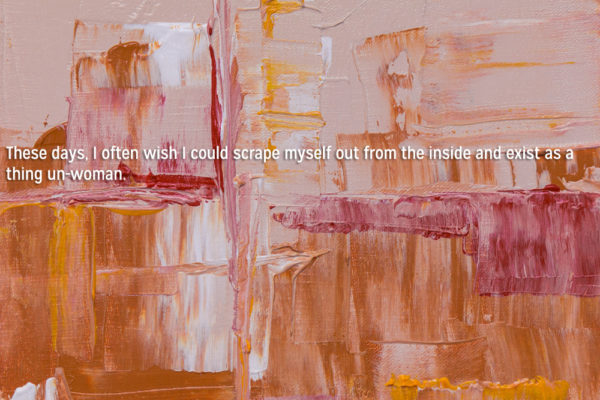 These days, I often wish I could scrape myself out from the inside and exist as a
thing un-woman.